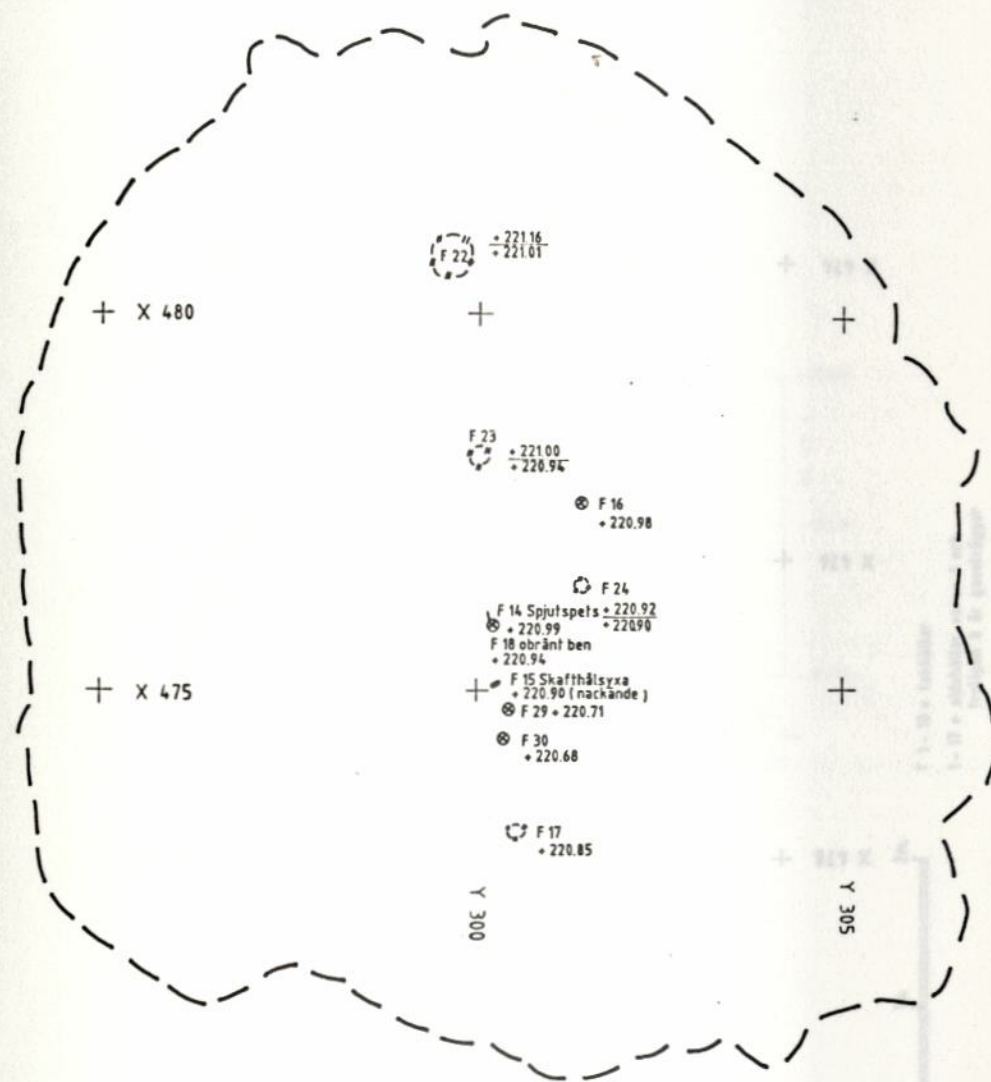 + 221.16
F 22
+ 221.01
X 480
F 23
+ 221.00
+ 220.94
F 16
+ 220.98
F 24
F 14 Spjutspets + 220.92
+ 220.99 + 220.90
F 18 obränt ben
+ 220.94
F 15 Skafthålsyxa
X 475
+ 220.90 ( nackände )
F 29 + 220.71
F 30
+ 220.68
F 17
+ 220.85
Y 300
Y 305